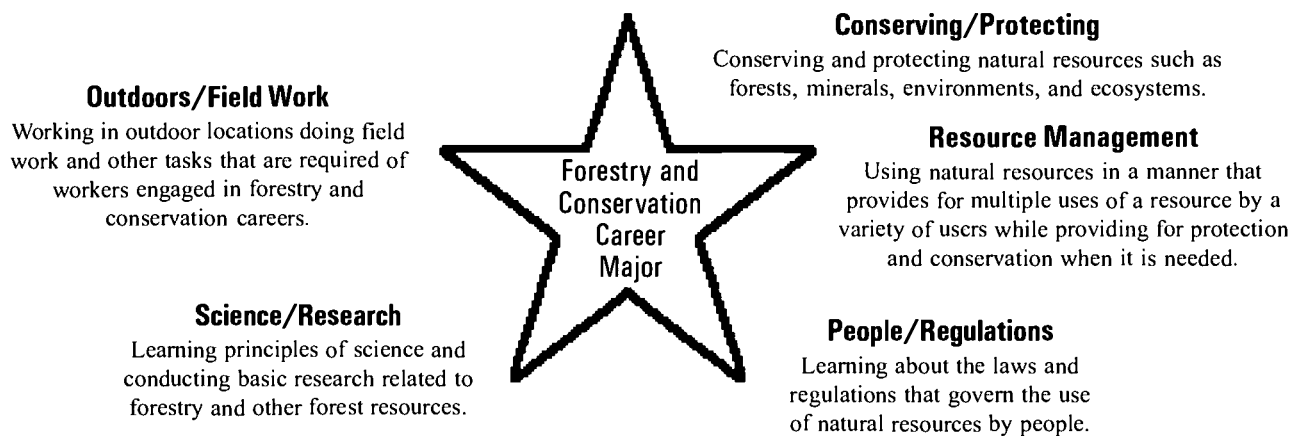 Conserving/Protecting
Conserving and protecting natural resources such as
forests, minerals, environments, and ecosystems.
Outdoors/Field Work
Working in outdoor locations doing field
work and other tasks that are required of
workers engaged in forestry and
conservation careers.
Forestry and
Conservation
Career
Major
Resource Management
Using natural resources in a manner that
provides for multiple uses of a resource by a
variety of users while providing for protection
and conservation when it is needed.
Science/Research
Learning principles of science and
conducting basic research related to
forestry and other forest resources.
People/Regulations
Learning about the laws and
regulations that govern the use
of natural resources by people.